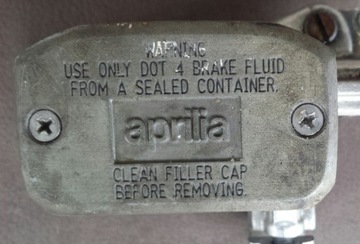 WARNING
USE ONLY DOT 4 BRAKE FLUID
FROM A SEALED CONTAINER.
aprilia
CLEAN FILLER CAP
BEFORE REMOVING.